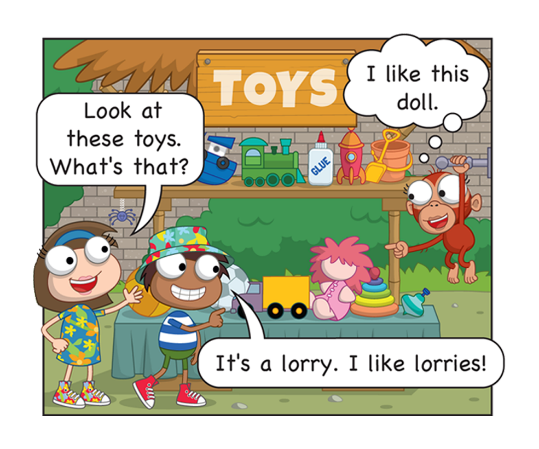 TOYS
I like this
doll.
Look at
these toys.
What's that?
GLUE
It's a lorry. I like lorries!